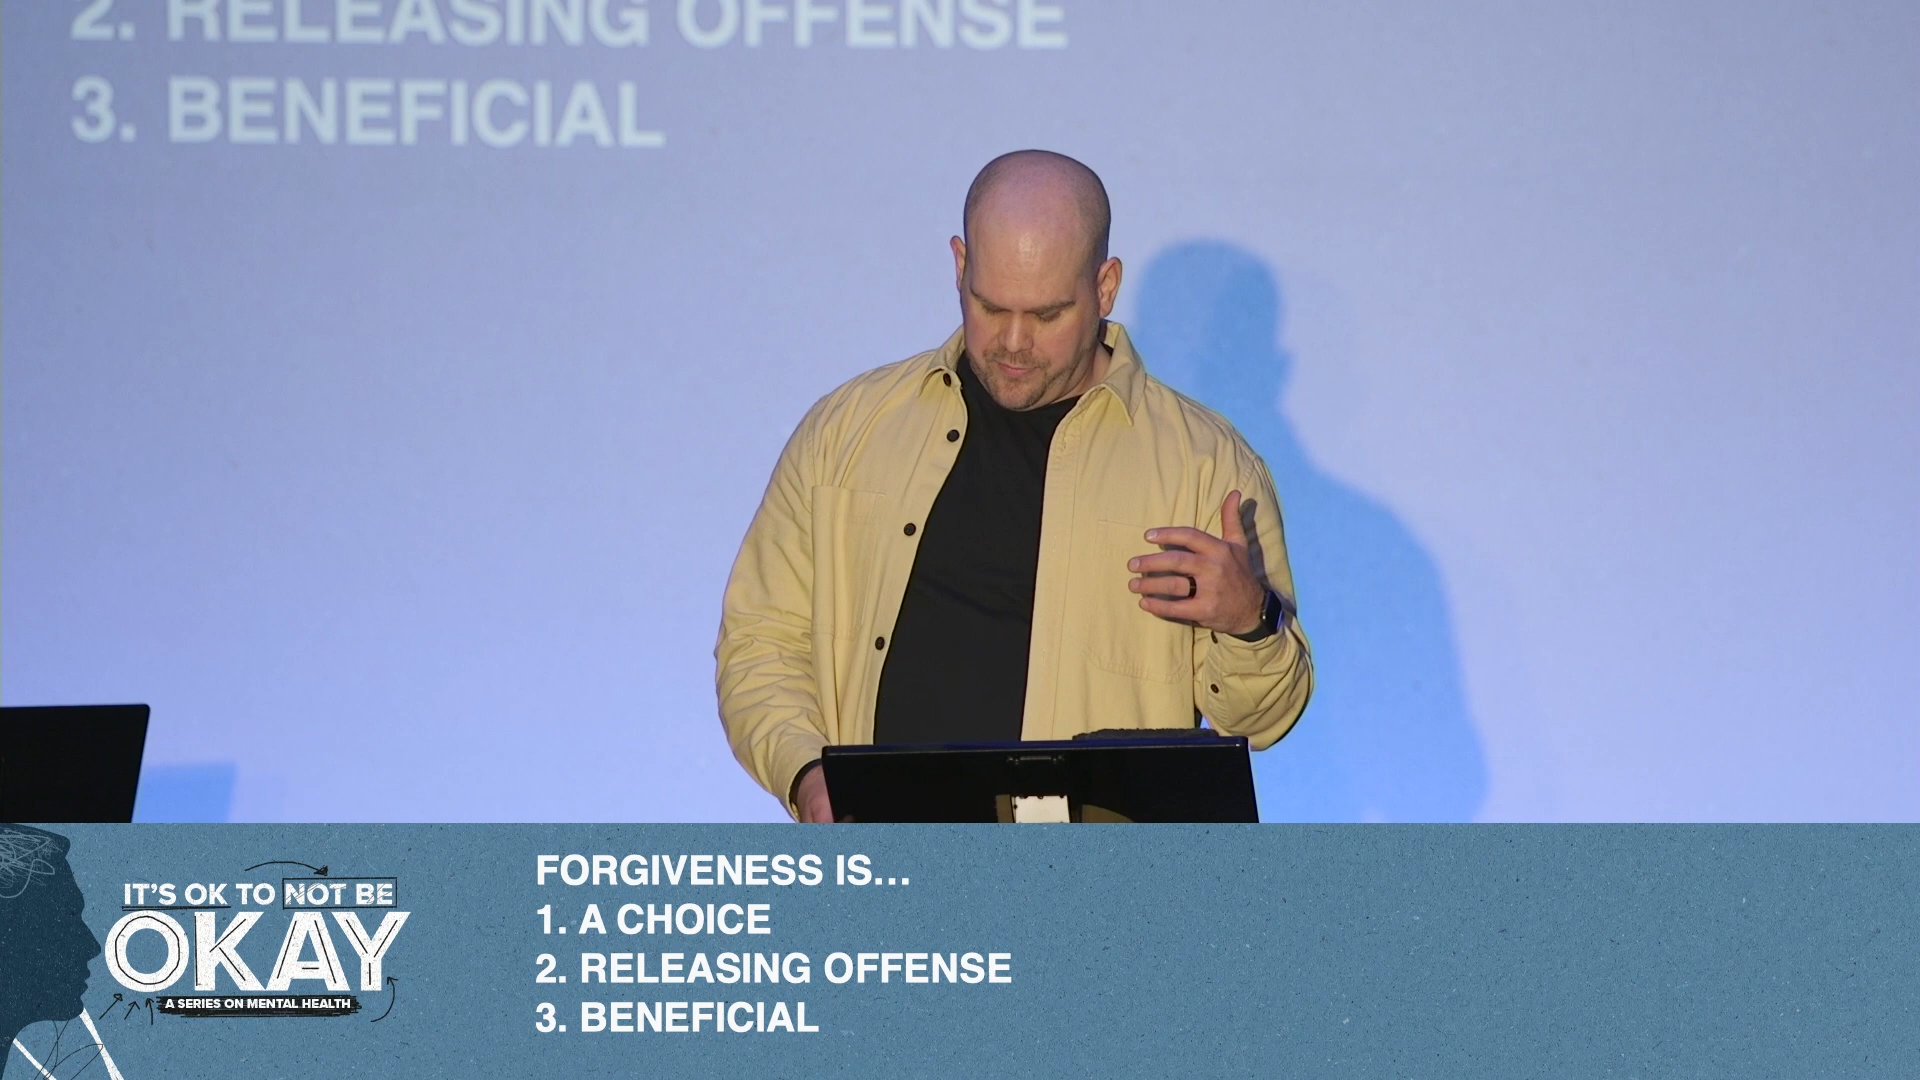 2. RELEASING OFFENSE
3. BENEFICIAL
IT'S OK TO NOT BE
OKAY
A SERIES ON MENTAL HEALTH
FORGIVENESS IS...
1. A CHOICE
2. RELEASING OFFENSE
3. BENEFICIAL